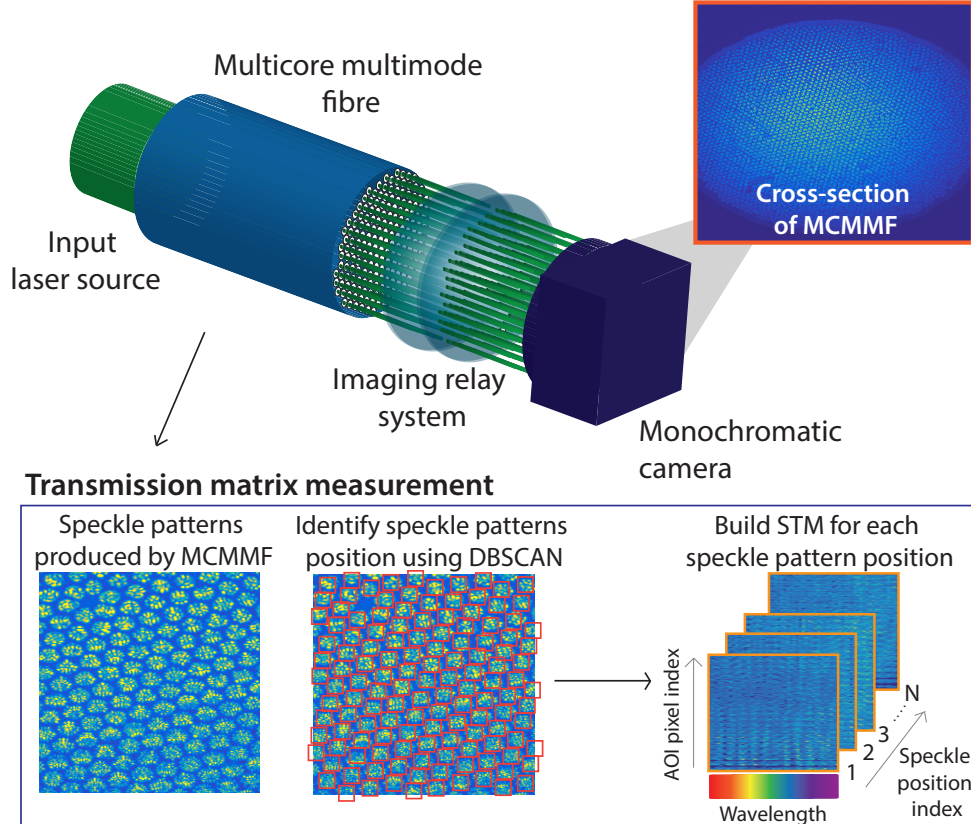 Multicore multimode
fibre
Cross-section
of MCMMF
Input
laser source
Imaging relay
system
Monochromatic
camera
Transmission matrix measurement
Speckle patterns
produced by MCMMF
Identify speckle patterns
position using DBSCAN
Build STM for each
speckle pattern position
AOI pixel index
Wavelength
1
2
3
N
Speckle
position
index